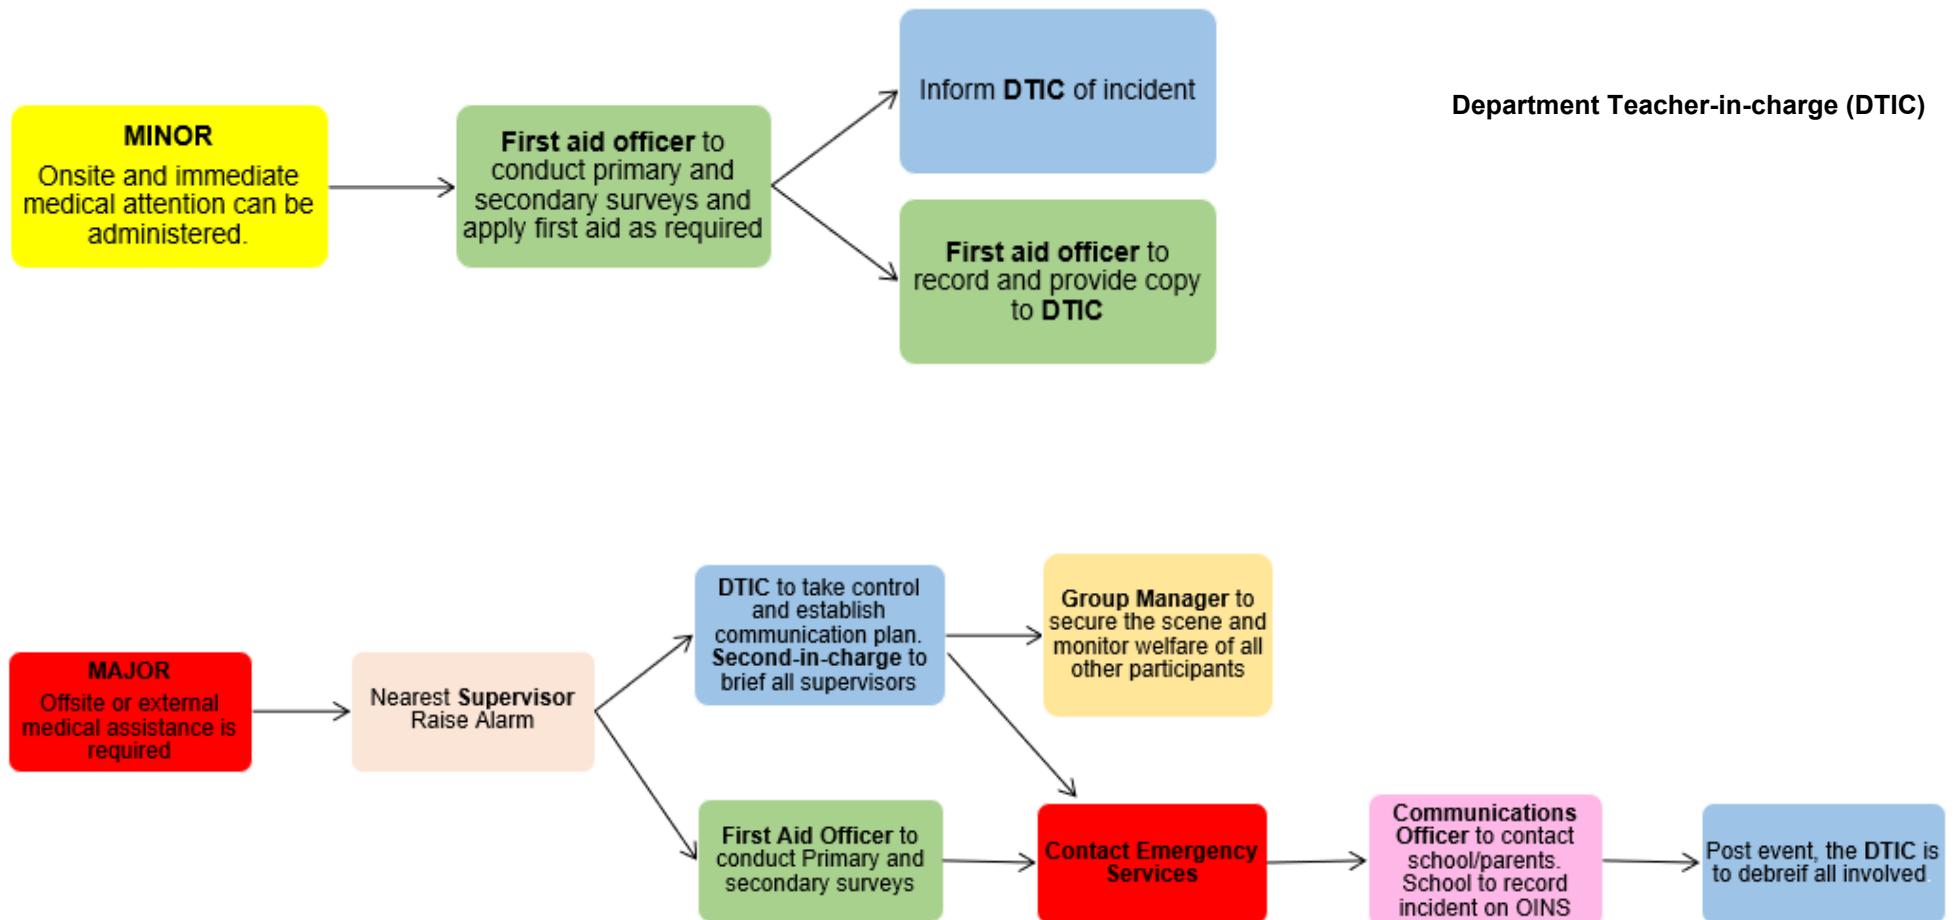 MINOR
Onsite and immediate
medical attention can be
administered.
First aid officer to
conduct primary and
secondary surveys and
apply first aid as required
Inform DTIC of incident
First aid officer to
record and provide copy
to DTIC
Department Teacher-in-charge (DTIC)
MAJOR
Offsite or external
medical assistance is
required
Nearest Supervisor
Raise Alarm
DTIC to take control
and establish
communication plan.
Second-in-charge to
brief all supervisors
Group Manager to
secure the scene and
monitor welfare of all
other participants
First Aid Officer to
conduct Primary and
secondary surveys
Contact Emergency
Services
Communications
Officer to contact
school/parents.
School to record
incident on OINS
Post event, the DTIC is
to debreif all involved.